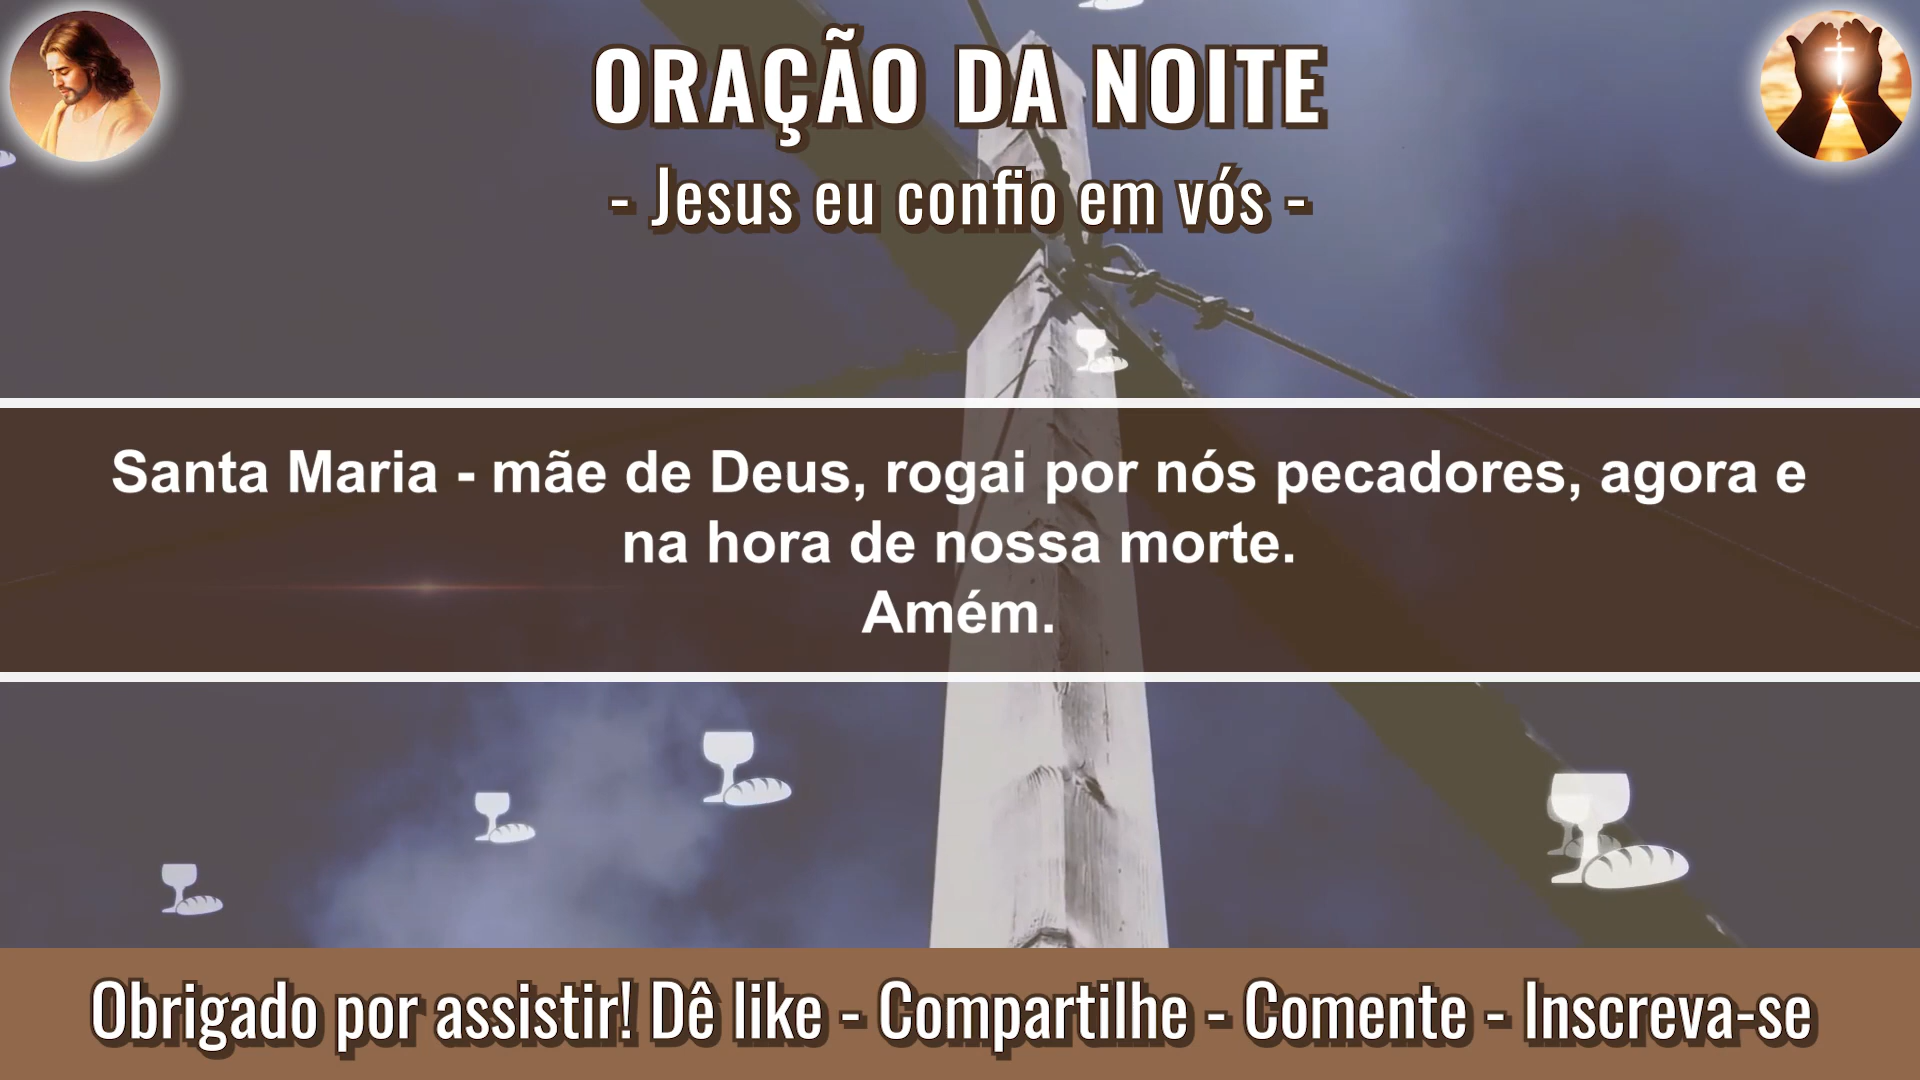 ORAÇÃO DA NOITE
- Jesus eu confio em vós -
Santa Maria - mãe de Deus, rogai por nós pecadores, agora e
na hora de nossa morte.
Amém.
Obrigado por assistir! Dê like - Compartilhe - Comente - Inscreva-se